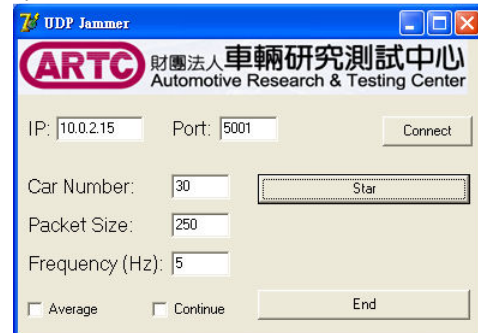 UDP Jammer
ARTC 財團法人車輛研究測試中心
Automotive Research & Testing Center
IP: 10.0.2.15 Port: 5001 Connect
Car Number: 30 Star
Packet Size: 250
Frequency (Hz): 5
Average Continue End